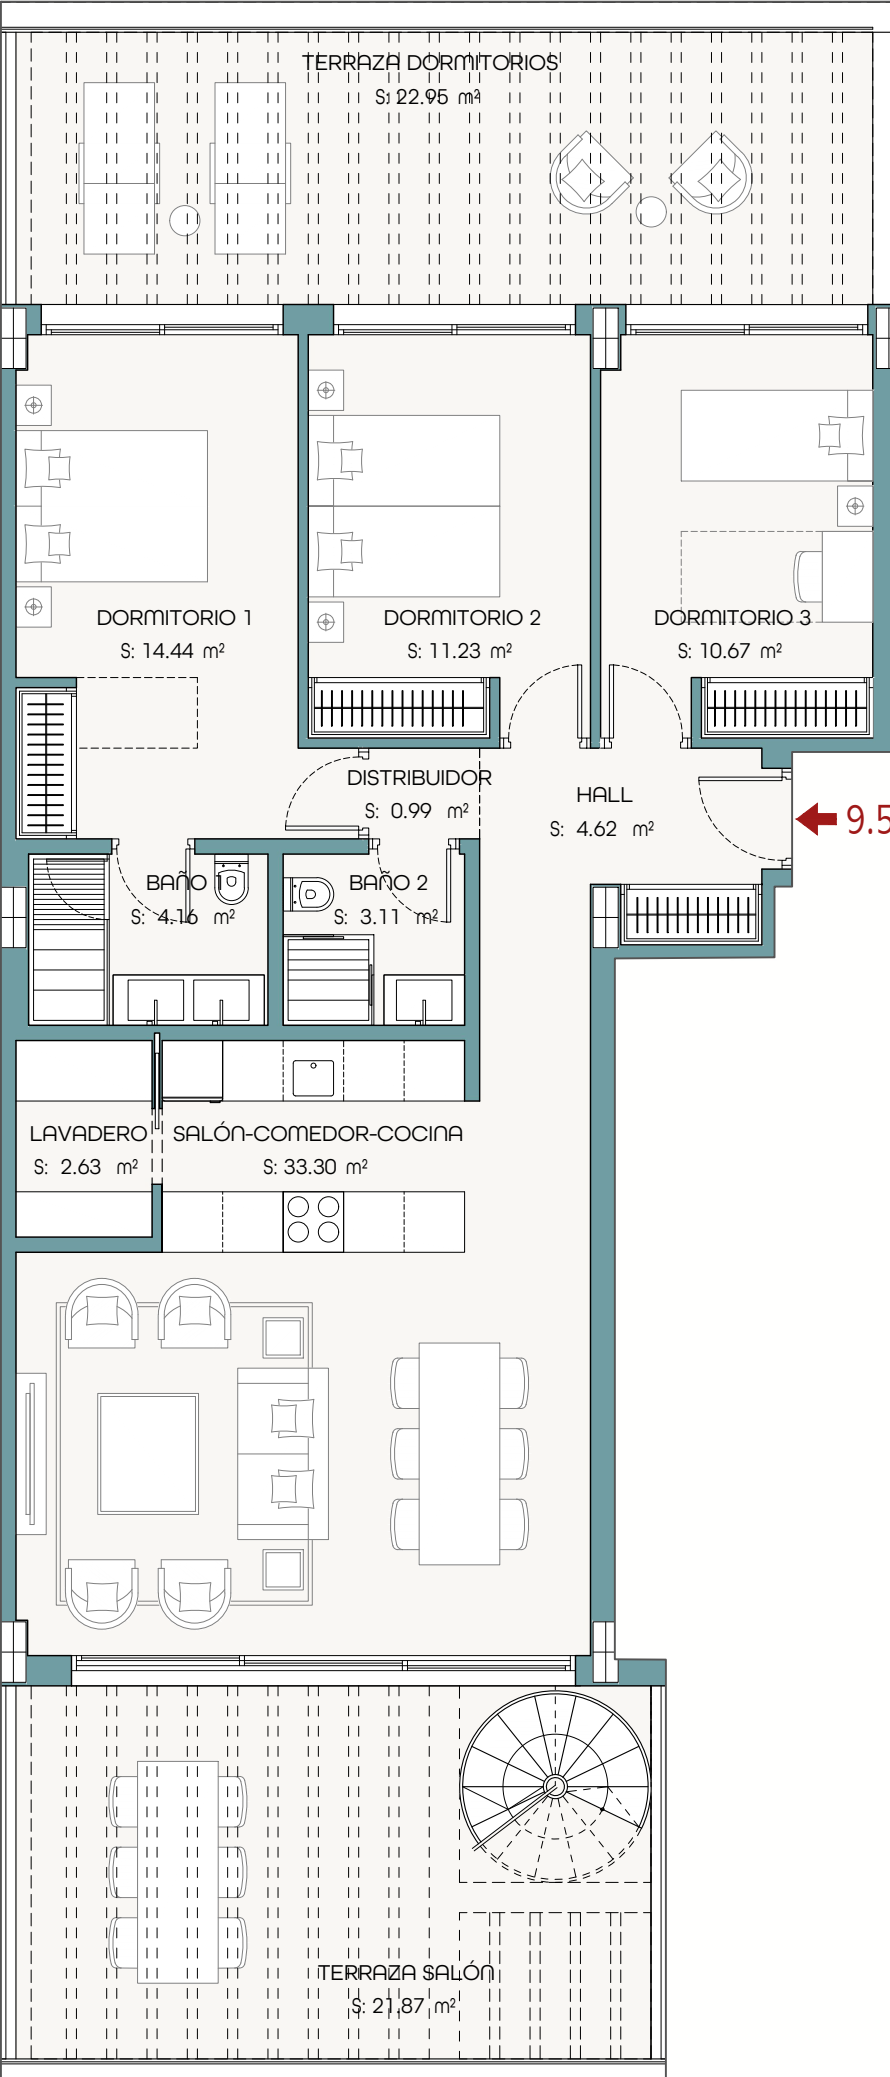 TERRAZA DORMITORIOS
S: 22.95 m²
DORMITORIO 1
S: 14.44 m²
DORMITORIO 2
S: 11.23 m²
DORMITORIO 3
S: 10.67 m²
DISTRIBUIDOR
S: 0.99 m²
HALL
S: 4.62 m²
9.5
BAÑO 1
S: 4.16 m²
BAÑO 2
S: 3.11 m²
LAVADERO
S: 2.63 m²
SALÓN-COMEDOR-COCINA
S: 33.30 m²
TERRAZA SALÓN
S: 21.87 m²